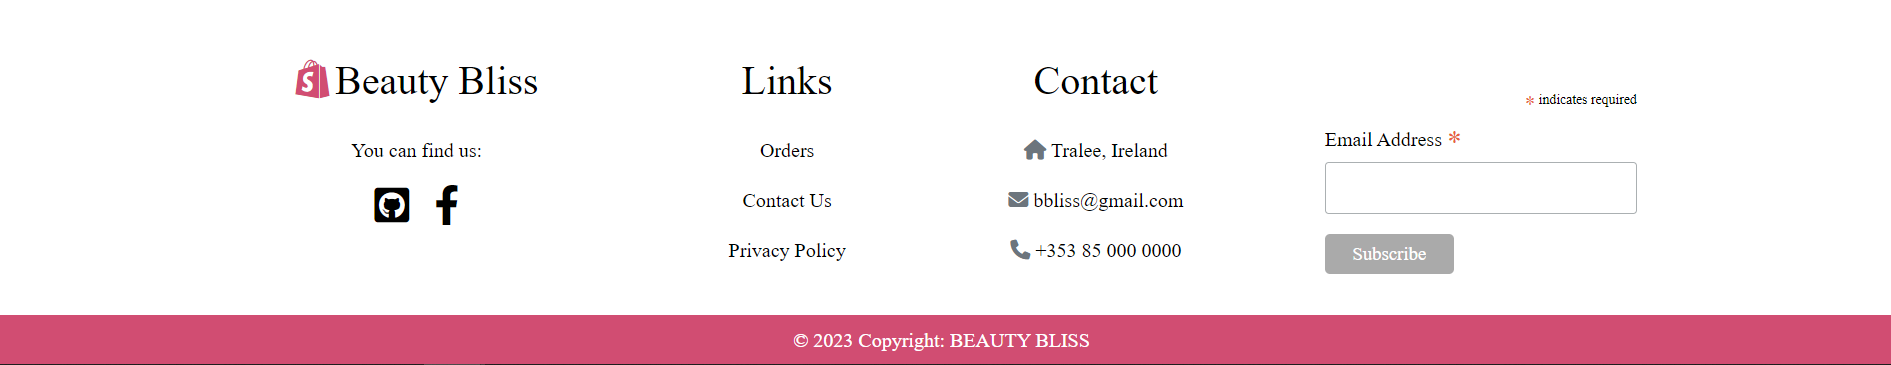 Beauty Bliss
You can find us:
Links
Orders
Contact Us
Privacy Policy
Contact
Tralee, Ireland
bbliss@gmail.com
+353 85 000 0000
* indicates required
Email Address *
Subscribe
© 2023 Copyright: BEAUTY BLISS